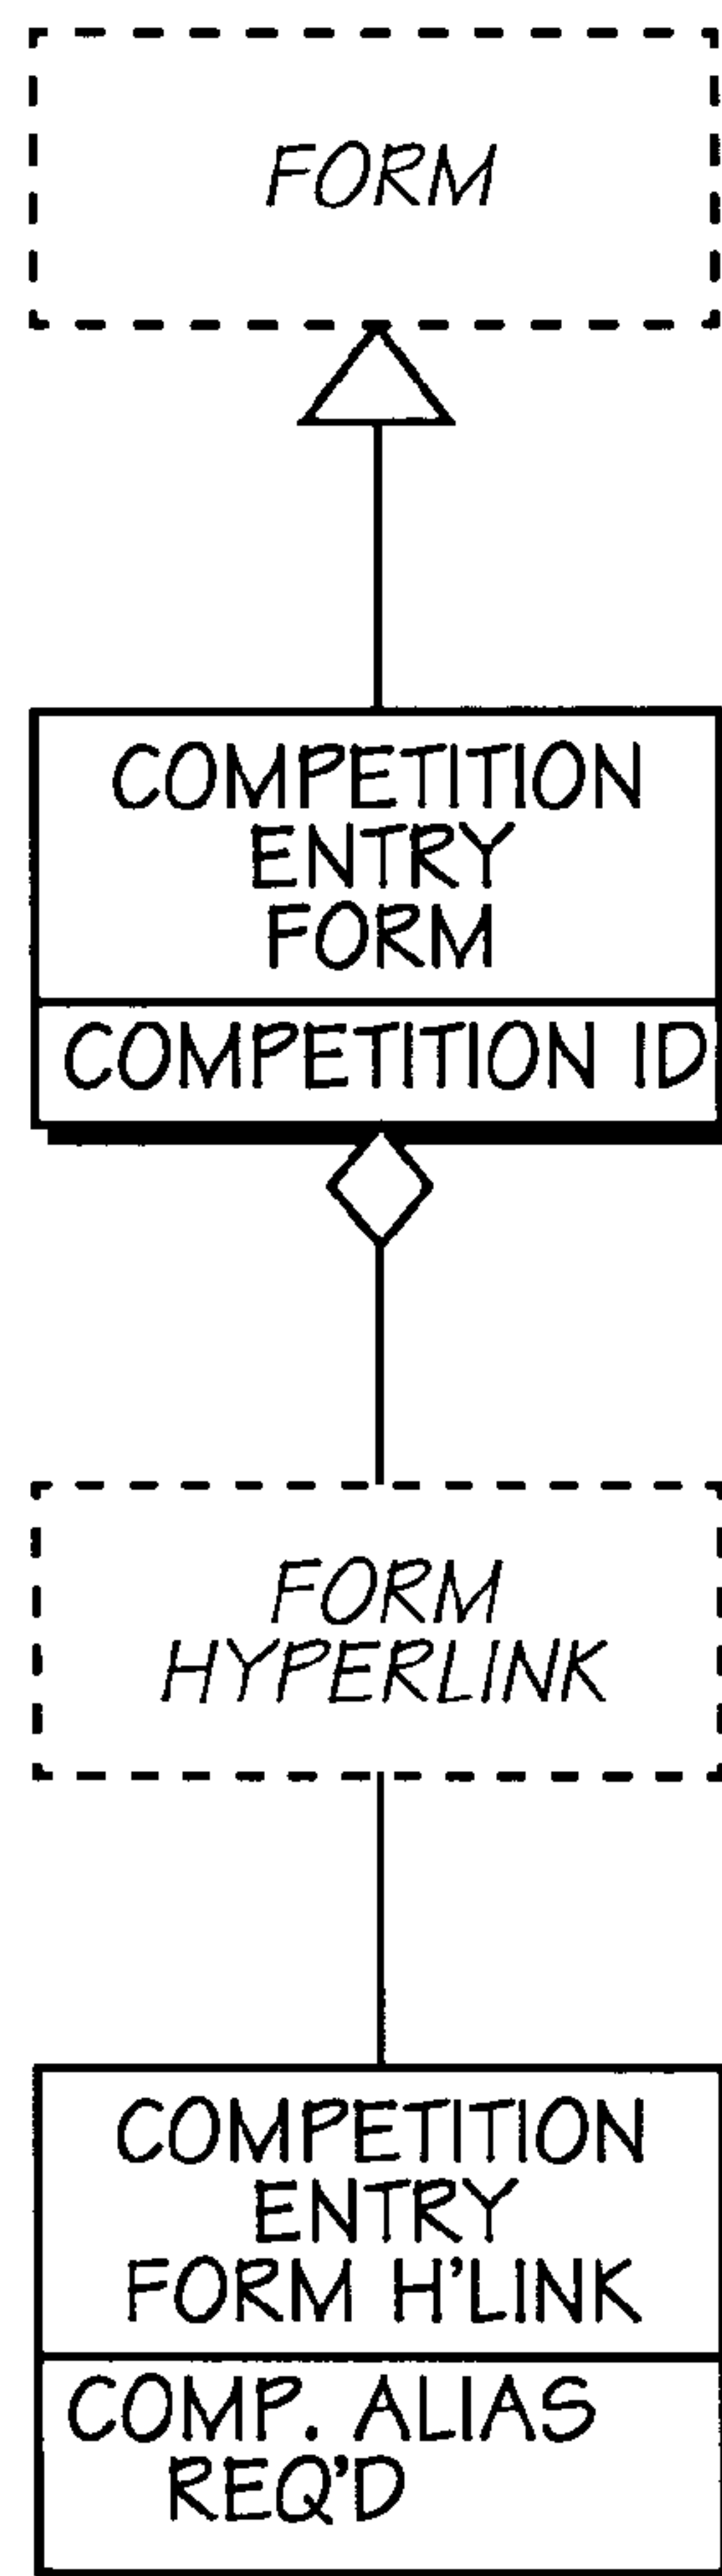 FORM
COMPETITION
ENTRY
FORM
COMPETITION ID
FORM
HYPERLINK
COMPETITION
ENTRY
FORM H'LINK
COMP. ALIAS
REQ'D